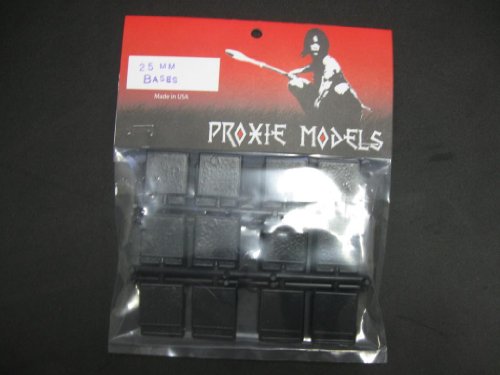 25 MM
BASES
Made in USA
PROXIE MODELS